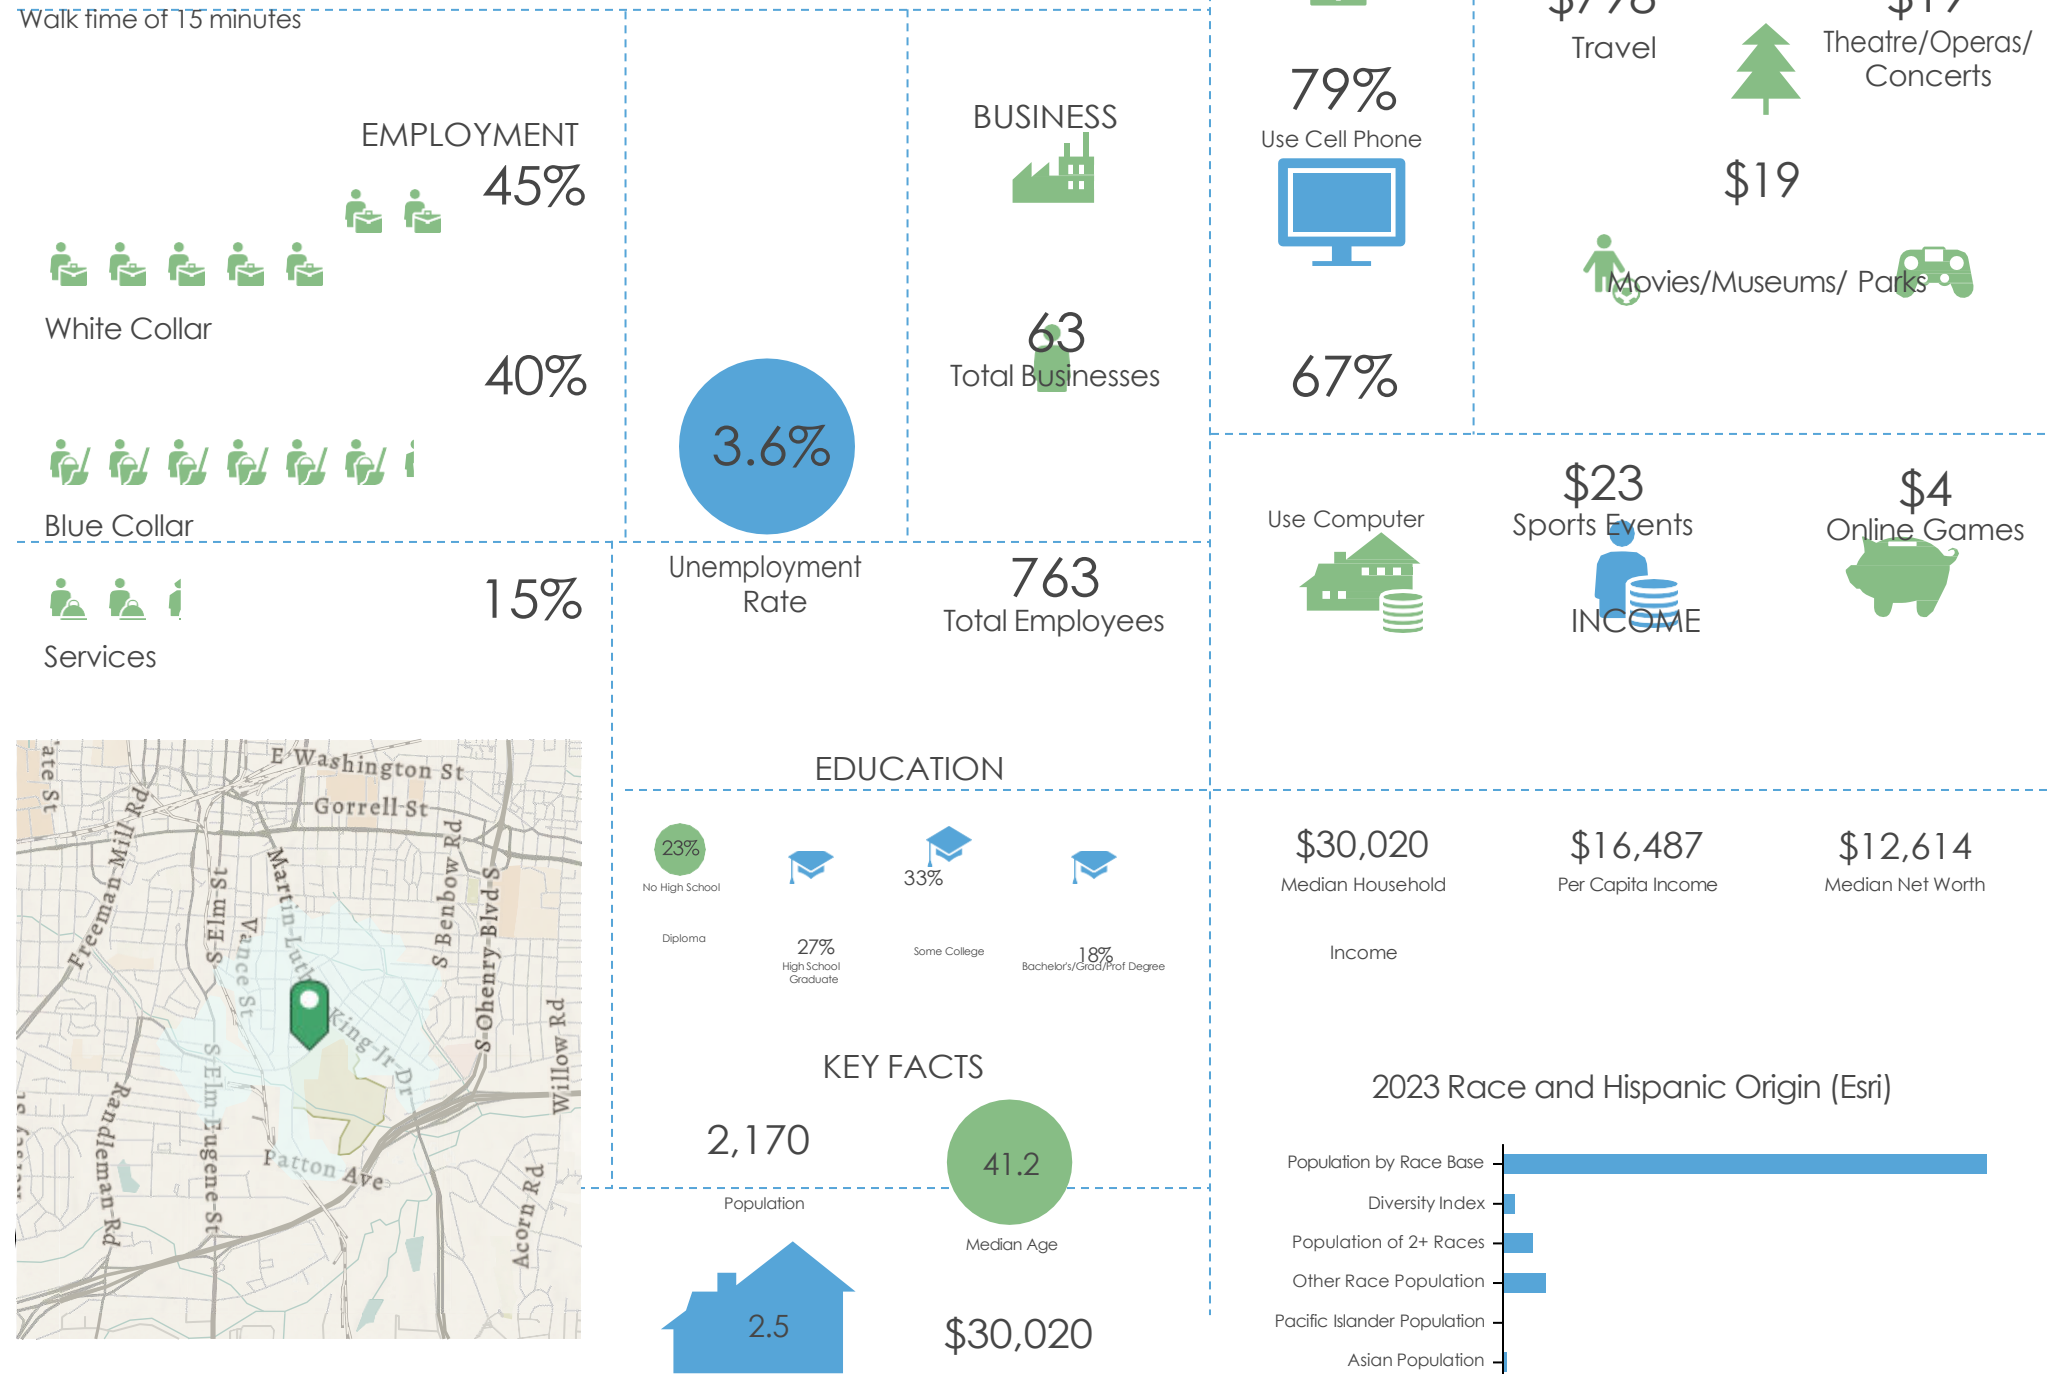 Walk time of 15 minutes
EMPLOYMENT
45%
White Collar
40%
Blue Collar
15%
Services
3.6%
Unemployment
Rate
BUSINESS
63
Total Businesses
763
Total Employees
79%
Use Cell Phone
67%
Use Computer
Travel
Theatre/Operas/
Concerts
$19
Movies/Museums/ Parks
$23
Sports Events
$4
Online Games
INCOME
$30,020
Median Household
Income
$16,487
Per Capita Income
$12,614
Median Net Worth
EDUCATION
23%
No High School
Diploma
27%
High School
Graduate
33%
Some College
18%
Bachelor's/Grad/Prof Degree
KEY FACTS
2,170
Population
41.2
Median Age
2.5
$30,020
2023 Race and Hispanic Origin (Esri)
Population by Race Base
Diversity Index
Population of 2+ Races
Other Race Population
Pacific Islander Population
Asian Population
E Washington St
Gorrell St
Freeman Mill Rd
S Elm St
Vance St
Martin Luth
King Jr Dr
S Benbow Rd
S Ohenry Blvd S
Willow Rd
S Elm-Eugene St
Randleman Rd
Patton Ave
Acorn Rd